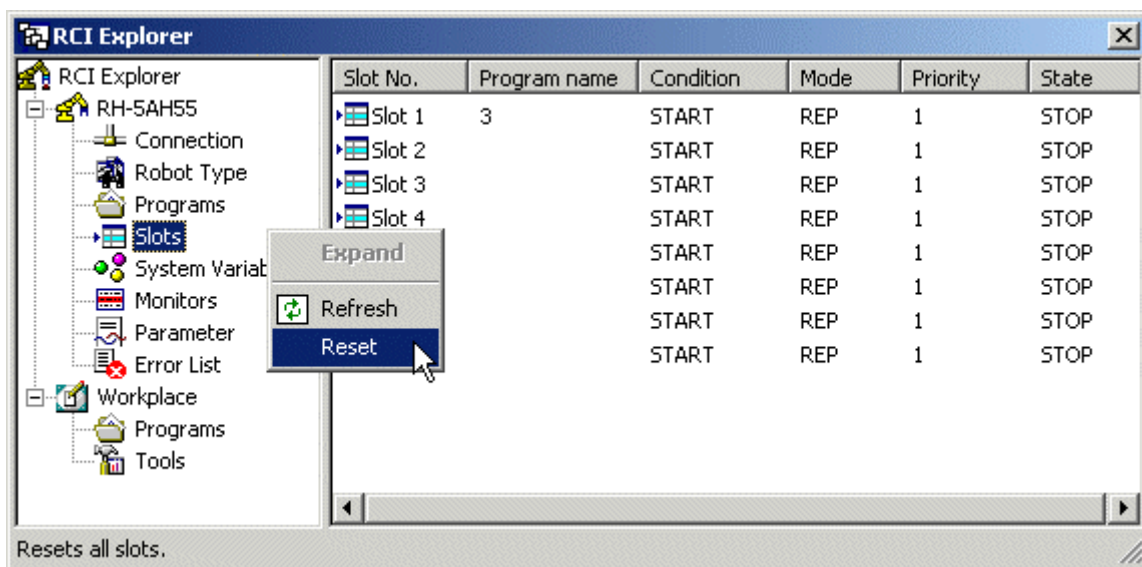 RCI Explorer
RCI Explorer
RH-5AH55
Connection
Robot Type
Programs
Slots
System Variab
Monitors
Parameter
Error List
Workplace
Programs
Tools
Slot No. Program name Condition Mode Priority State
Slot 1 3 START REP 1 STOP
Slot 2 START REP 1 STOP
Slot 3 START REP 1 STOP
Slot 4 START REP 1 STOP
START REP 1 STOP
START REP 1 STOP
START REP 1 STOP
START REP 1 STOP
Expand
Refresh
Reset
Resets all slots.